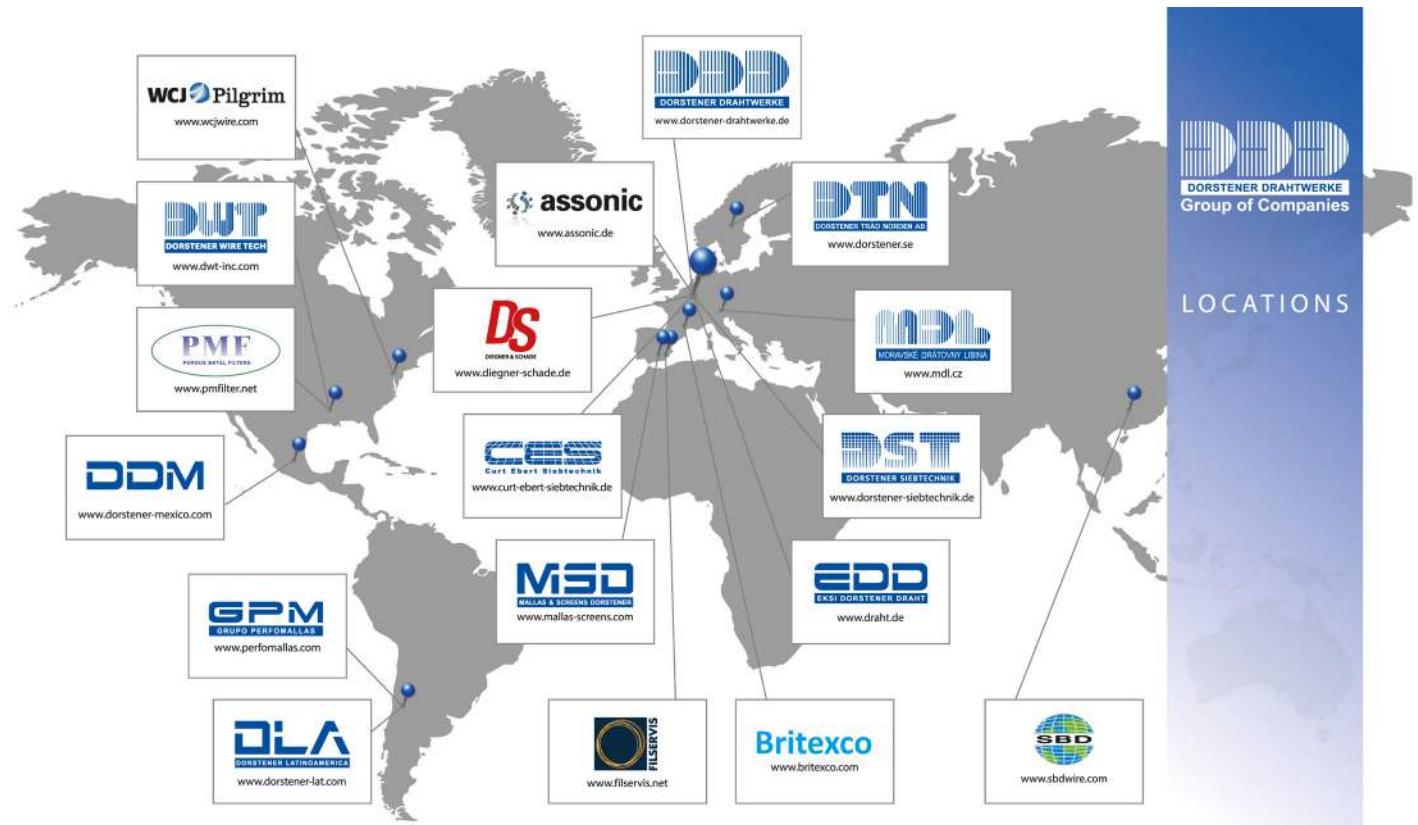 WCJ Pilgrim
www.wcjwire.com
DWT
DORSTENER WIRE TECH
www.dwt-inc.com
PMF
POROUS METAL FILTERS
www.pmfilter.net
DDM
www.dorstener-mexico.com
GPM
GRUPO PERFOMALLAS
www.perfomallas.com
DLA
DORSTENER LATINOAMERICA
www.dorstener-lat.com
DDD
DORSTENER DRAHTWERKE
www.dorstener-drahtwerke.de
assonic
www.assonic.de
DTN
DORSTENER TRÅD NORDEN AB
www.dorstener.se
DS
DIEGNER & SCHADE
www.diegner-schade.de
MDL
MORAVSKÉ DRÁTOVNY LIBINA
www.mdl.cz
CES
Curt Ebert Siebtechnik
www.curt-ebert-siebtechnik.de
DST
DORSTENER SIEBTECHNIK
www.dorstener-siebtechnik.de
MSD
MALLAS & SCREENS DORSTENER
www.mallas-screens.com
EDD
EKSI DORSTENER DRAHT
www.draht.de
FILSERVIS
www.filservis.net
Britexco
www.britexco.com
SBD
www.sbdwire.com
DDD
DORSTENER DRAHTWERKE
Group of Companies
LOCATIONS